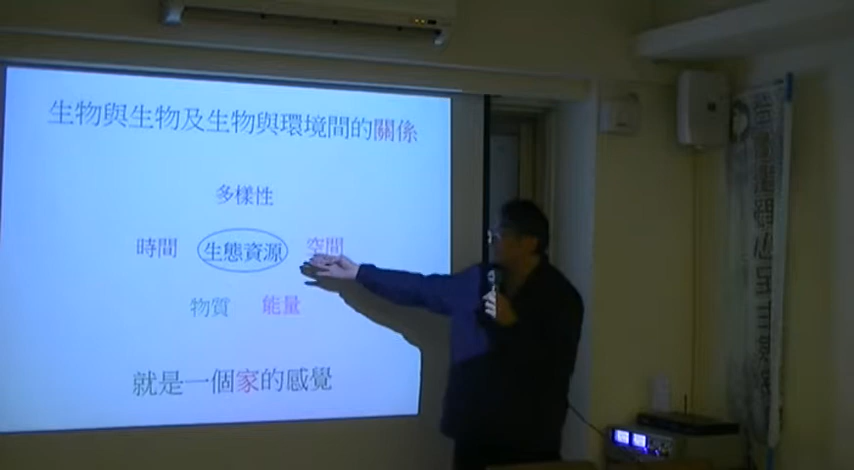 生物與生物及生物與環境間的關係
多樣性
時間 生態資源 空間
物質 能量
就是一個家的感覺